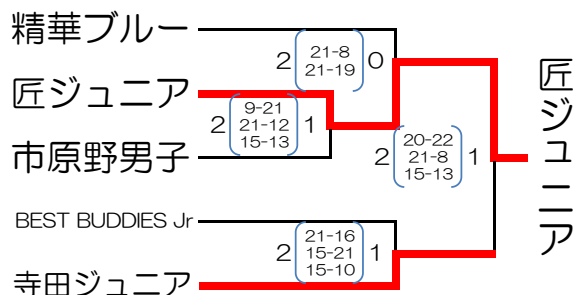 精華ブルー
2 21-8 0
21-19
匠ジュニア
9-21
2 21-12 1
15-13
市原野男子
20-22
2 21-8 1
15-13
BEST BUDDIES Jr
21-16
2 15-21 1
15-10
寺田ジュニア
匠ジュニア